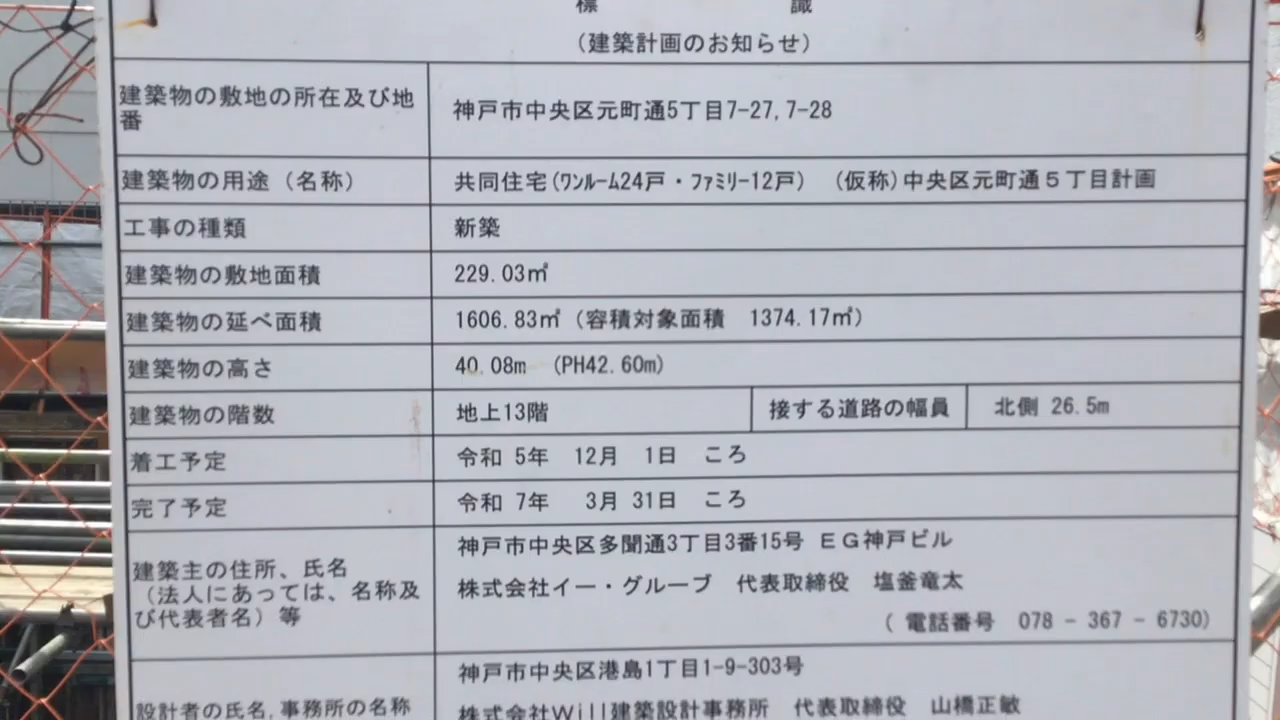 標 識
（建築計画のお知らせ）
建築物の敷地の所在及び地
番
神戸市中央区元町通5丁目7-27,7-28
建築物の用途（名称）
共同住宅(ﾜﾝﾙｰﾑ24戸・ﾌｧﾐﾘｰ12戸） （仮称)中央区元町通５丁目計画
工事の種類
新築
建築物の敷地面積
229.03㎡
建築物の延べ面積
1606.83㎡（容積対象面積 1374.17㎡）
建築物の高さ
40.08m （PH42.60m)
建築物の階数
地上13階
接する道路の幅員
北側 26.5m
着工予定
令和 5年 12月 1日 ころ
完了予定
令和 7年 3月 31日 ころ
建築主の住所、氏名
（法人にあっては、名称及
び代表者名）等
神戸市中央区多聞通3丁目3番15号 ＥＧ神戸ビル
株式会社イー・グループ 代表取締役 塩釜竜太
( 電話番号 078 － 367 － 6730)
設計者の氏名,事務所の名称
神戸市中央区港島1丁目1-9-303号
株式会社Ｗｉｌｌ建築設計事務所 代表取締役 山橋正敏